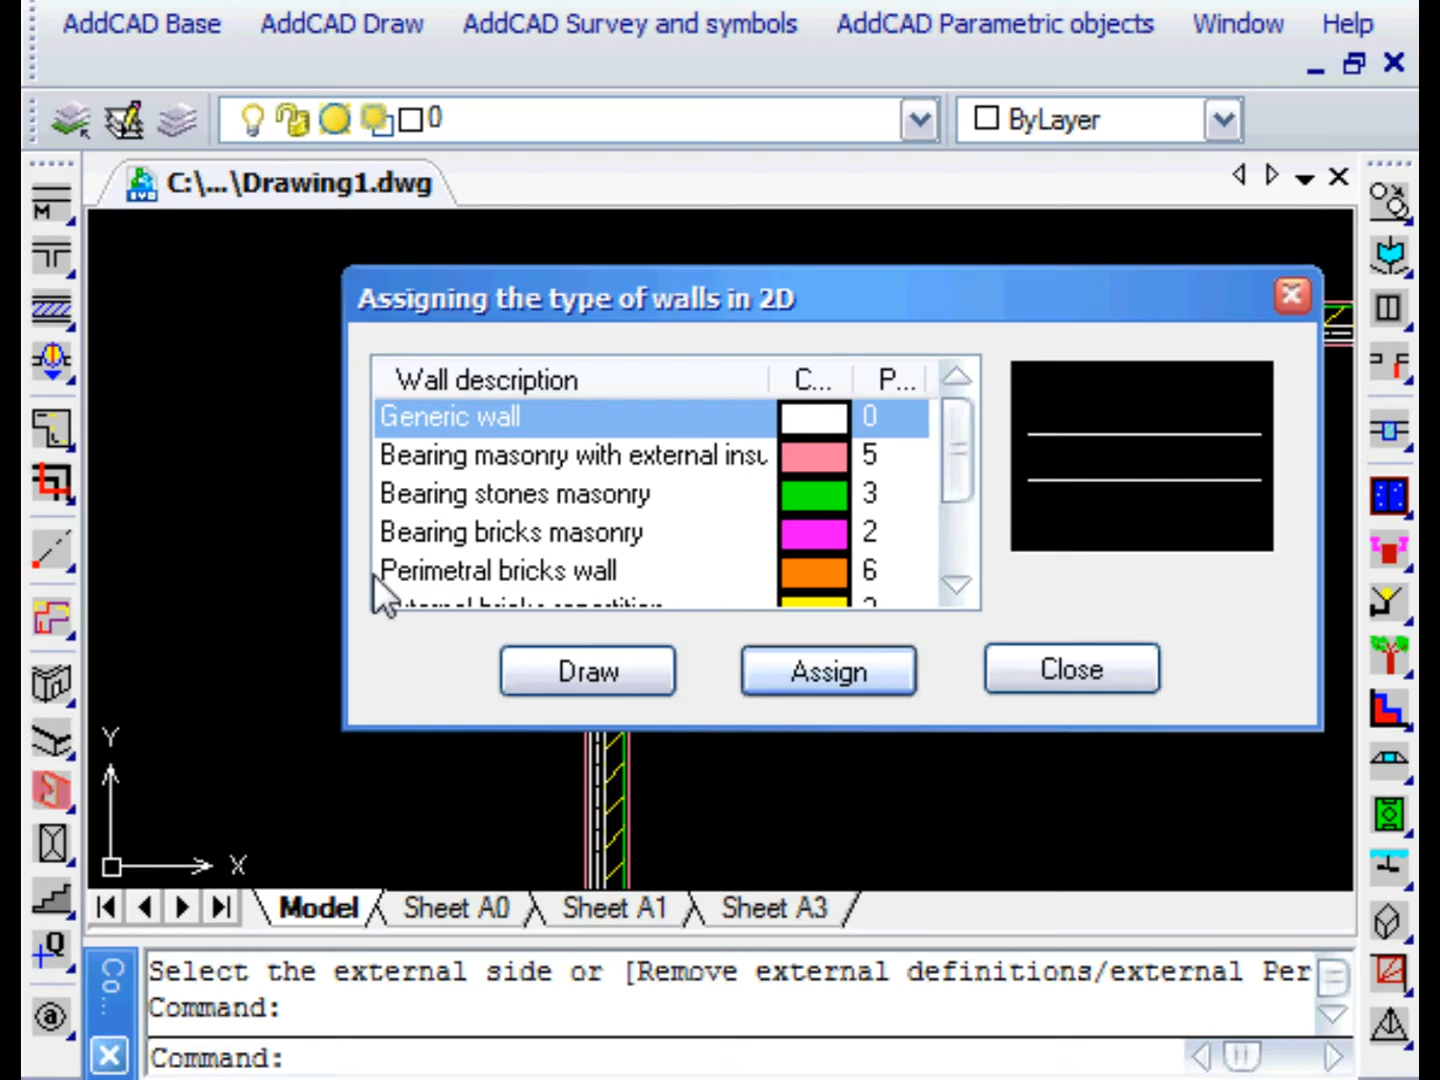 AddCAD Base AddCAD Draw AddCAD Survey and symbols AddCAD Parametric objects Window Help
0 ByLayer
C:\...\Drawing1.dwg
M
Assigning the type of walls in 2D
Wall description C... P...
Generic wall 0
Bearing masonry with external insu 5
Bearing stones masonry 3
Bearing bricks masonry 2
Perimetral bricks wall 6
Draw Assign Close
Y
X
Model Sheet A0 Sheet A1 Sheet A3
Q
Co...
Select the external side or [Remove external definitions/external Per
Command:
Command:
a